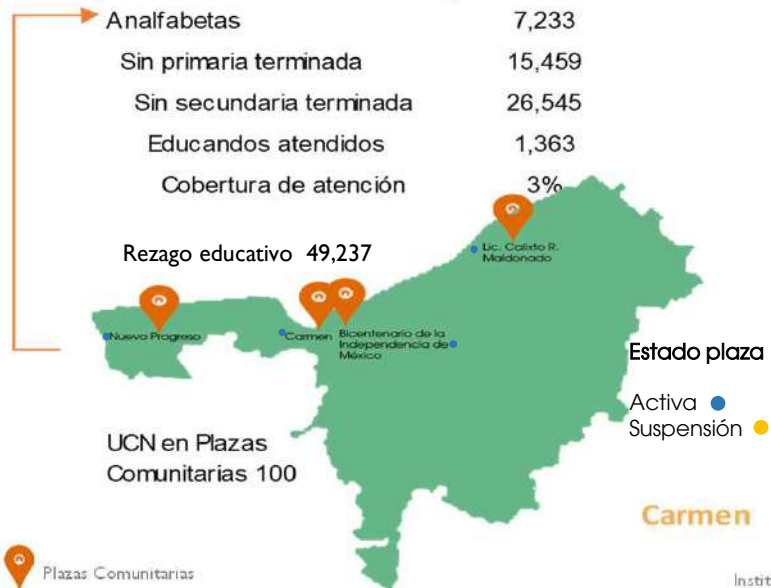 Analfabetas 7,233
Sin primaria terminada 15,459
Sin secundaria terminada 26,545
Educandos atendidos 1,363
Cobertura de atención 3%
Lic. Calixto R.
Maldonado
Rezago educativo 49,237
Nuevo Progreso
Carmen
Bicentenario de la
Independencia de
México
Estado plaza
Activa
Suspensión
UCN en Plazas
Comunitarias 100
Carmen
Plazas Comunitarias
Instit